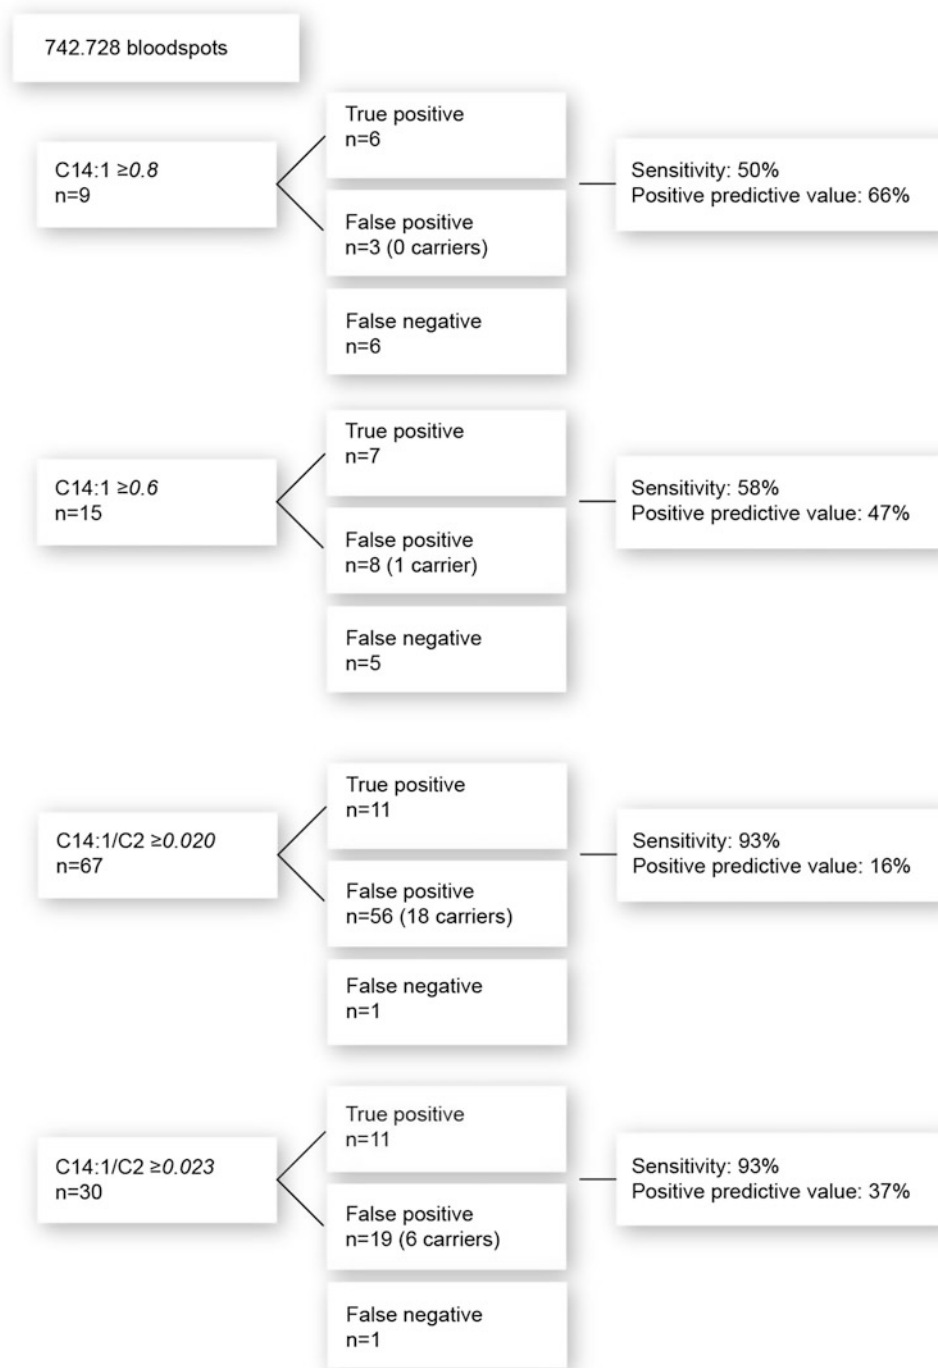 742.728 bloodspots
C14:1 ≥0.8
n=9
True positive
n=6
False positive
n=3 (0 carriers)
False negative
n=6
Sensitivity: 50%
Positive predictive value: 66%
C14:1 ≥0.6
n=15
True positive
n=7
False positive
n=8 (1 carrier)
False negative
n=5
Sensitivity: 58%
Positive predictive value: 47%
C14:1/C2 ≥0.020
n=67
True positive
n=11
False positive
n=56 (18 carriers)
False negative
n=1
Sensitivity: 93%
Positive predictive value: 16%
C14:1/C2 ≥0.023
n=30
True positive
n=11
False positive
n=19 (6 carriers)
False negative
n=1
Sensitivity: 93%
Positive predictive value: 37%